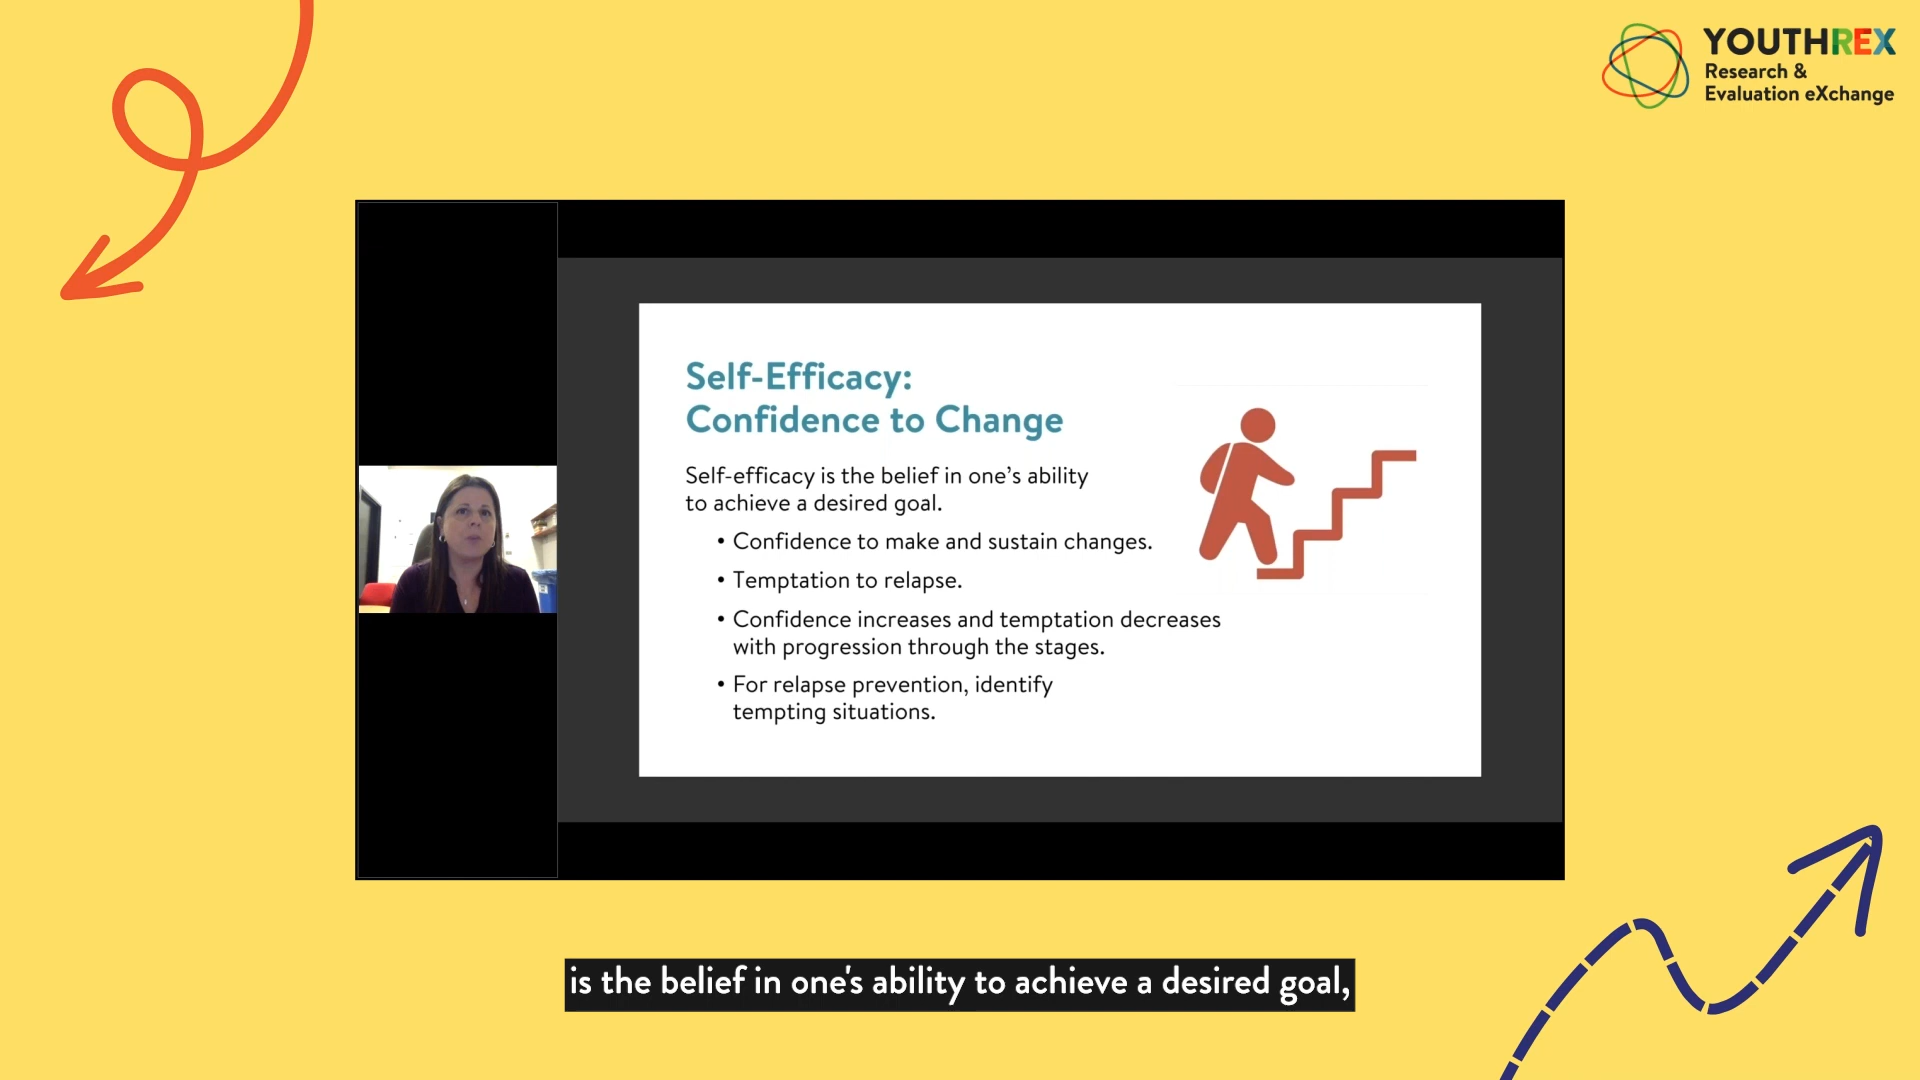 YOUTHREX
Research &
Evaluation eXchange
Self-Efficacy:
Confidence to Change
Self-efficacy is the belief in one’s ability
to achieve a desired goal.
• Confidence to make and sustain changes.
• Temptation to relapse.
• Confidence increases and temptation decreases
with progression through the stages.
• For relapse prevention, identify
tempting situations.
is the belief in one's ability to achieve a desired goal,